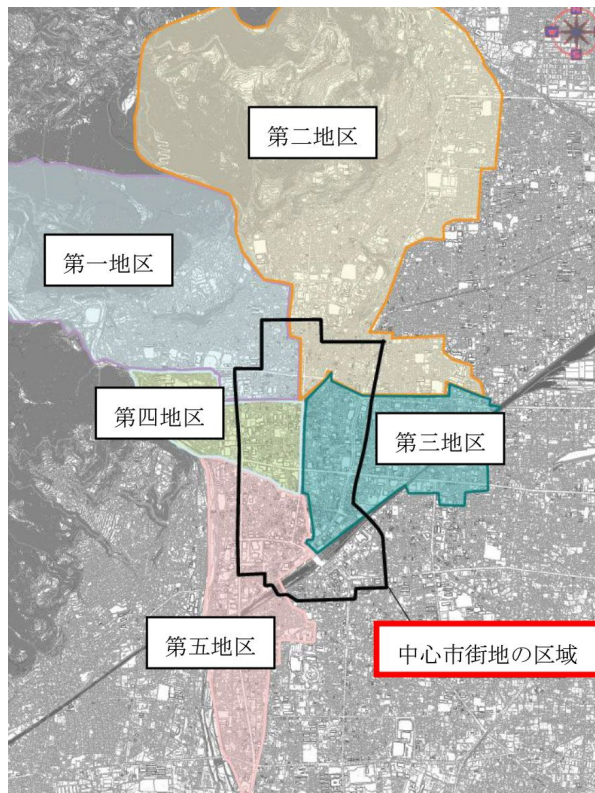 第二地区
第一地区
第四地区
第三地区
第五地区
中心市街地の区域